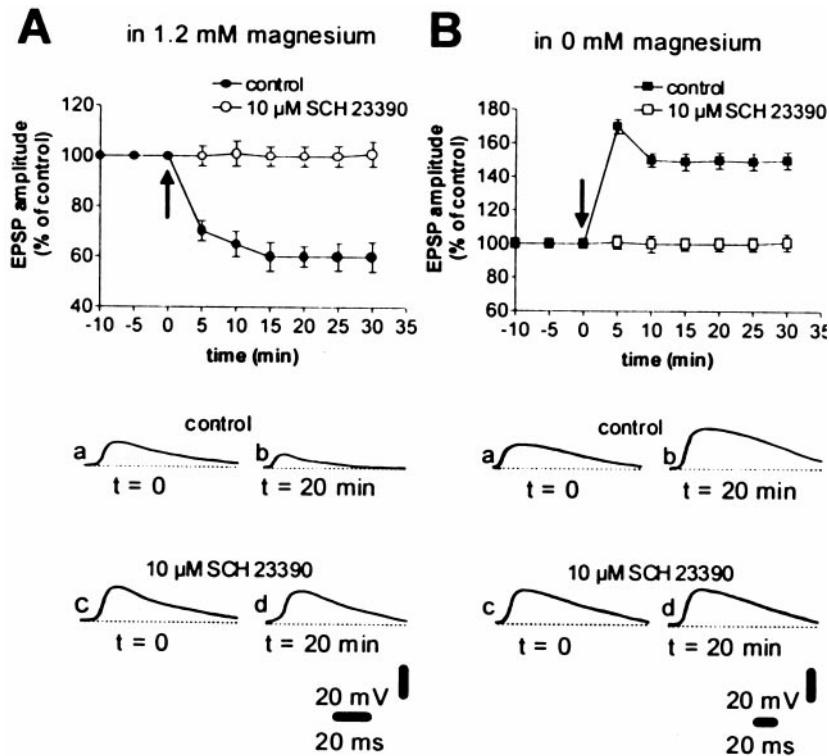 A
in 1.2 mM magnesium
control
10 µM SCH 23390
EPSP amplitude
(% of control)
120
100
80
60
40
-10 -5 0 5 10 15 20 25 30 35
time (min)
control
a
t = 0
b
t = 20 min
10 µM SCH 23390
c
t = 0
d
t = 20 min
20 mV
20 ms
B
in 0 mM magnesium
control
10 µM SCH 23390
EPSP amplitude
(% of control)
180
160
140
120
100
80
60
-10 -5 0 5 10 15 20 25 30 35
time (min)
control
a
t = 0
b
t = 20 min
10 µM SCH 23390
c
t = 0
d
t = 20 min
20 mV
20 ms